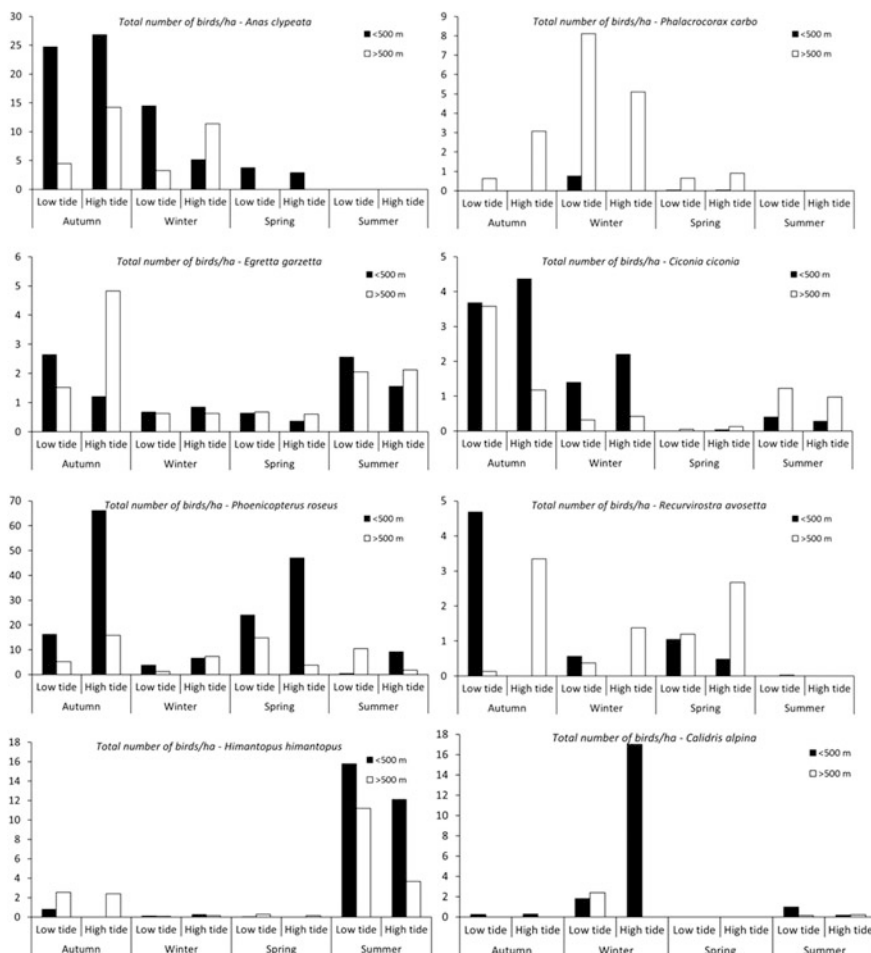 Total number of birds/ha - Anas clypeata
<500 m
>500 m
30
25
20
15
10
5
0
Low tide High tide Low tide High tide Low tide High tide Low tide High tide
Autumn Winter Spring Summer
Total number of birds/ha - Phalacrocorax carbo
<500 m
>500 m
9
8
7
6
5
4
3
2
1
0
Low tide High tide Low tide High tide Low tide High tide Low tide High tide
Autumn Winter Spring Summer
Total number of birds/ha - Egretta garzetta
<500 m
>500 m
6
5
4
3
2
1
0
Low tide High tide Low tide High tide Low tide High tide Low tide High tide
Autumn Winter Spring Summer
Total number of birds/ha - Ciconia ciconia
<500 m
>500 m
5
4
3
2
1
0
Low tide High tide Low tide High tide Low tide High tide Low tide High tide
Autumn Winter Spring Summer
Total number of birds/ha - Phoenicopterus roseus
<500 m
>500 m
70
60
50
40
30
20
10
0
Low tide High tide Low tide High tide Low tide High tide Low tide High tide
Autumn Winter Spring Summer
Total number of birds/ha - Recurvirostra avosetta
<500 m
>500 m
5
4
3
2
1
0
Low tide High tide Low tide High tide Low tide High tide Low tide High tide
Autumn Winter Spring Summer
Total number of birds/ha - Himantopus himantopus
<500 m
>500 m
18
16
14
12
10
8
6
4
2
0
Low tide High tide Low tide High tide Low tide High tide Low tide High tide
Autumn Winter Spring Summer
Total number of birds/ha - Calidris alpina
<500 m
>500 m
18
16
14
12
10
8
6
4
2
0
Low tide High tide Low tide High tide Low tide High tide Low tide High tide
Autumn Winter Spring Summer